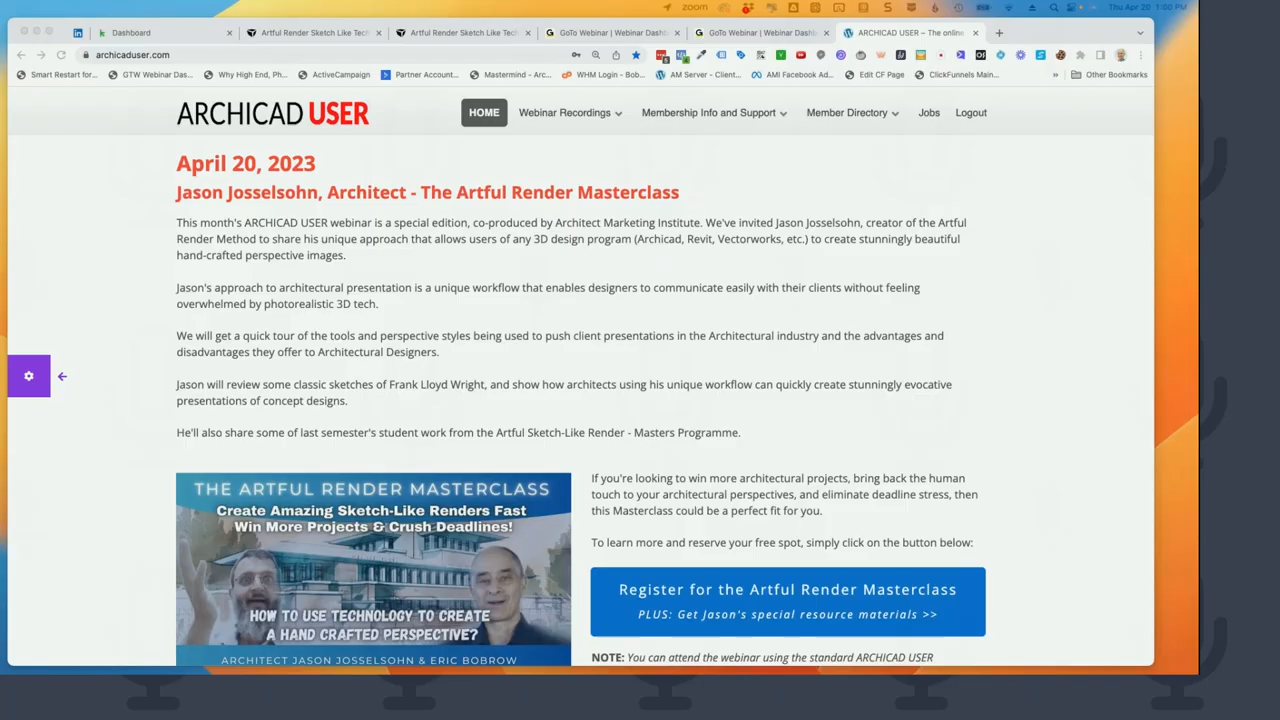 zoom
Thu Apr 20 1:00 PM
Dashboard
Artful Render Sketch Like Tec
Artful Render Sketch Like Tec
GoTo Webinar | Webinar Dashb
GoTo Webinar | Webinar Dashb
ARCHICAD USER – The online
archicaduser.com
Smart Restart for...
GTW Webinar Das...
Why High End, Ph...
ActiveCampaign
Partner Account...
Mastermind - Arc...
WHM Login - Bob...
AM Server - Client...
AMI Facebook Ad...
Edit CF Page
ClickFunnels Main...
Other Bookmarks
ARCHICAD USER
HOME
Webinar Recordings
Membership Info and Support
Member Directory
Jobs
Logout
April 20, 2023
Jason Josselsohn, Architect - The Artful Render Masterclass
This month's ARCHICAD USER webinar is a special edition, co-produced by Architect Marketing Institute. We've invited Jason Josselsohn, creator of the Artful
Render Method to share his unique approach that allows users of any 3D design program (Archicad, Revit, Vectorworks, etc.) to create stunningly beautiful
hand-crafted perspective images.
Jason's approach to architectural presentation is a unique workflow that enables designers to communicate easily with their clients without feeling
overwhelmed by photorealistic 3D tech.
We will get a quick tour of the tools and perspective styles being used to push client presentations in the Architectural industry and the advantages and
disadvantages they offer to Architectural Designers.
Jason will review some classic sketches of Frank Lloyd Wright, and show how architects using his unique workflow can quickly create stunningly evocative
presentations of concept designs.
He'll also share some of last semester's student work from the Artful Sketch-Like Render - Masters Programme.
THE ARTFUL RENDER MASTERCLASS
Create Amazing Sketch-Like Renders Fast
Win More Projects & Crush Deadlines!
HOW TO USE TECHNOLOGY TO CREATE
A HAND CRAFTED PERSPECTIVE?
ARCHITECT JASON JOSSELSOHN & ERIC BOBROW
If you're looking to win more architectural projects, bring back the human
touch to your architectural perspectives, and eliminate deadline stress, then
this Masterclass could be a perfect fit for you.
To learn more and reserve your free spot, simply click on the button below:
Register for the Artful Render Masterclass
PLUS: Get Jason's special resource materials >>
NOTE: You can attend the webinar using the standard ARCHICAD USER